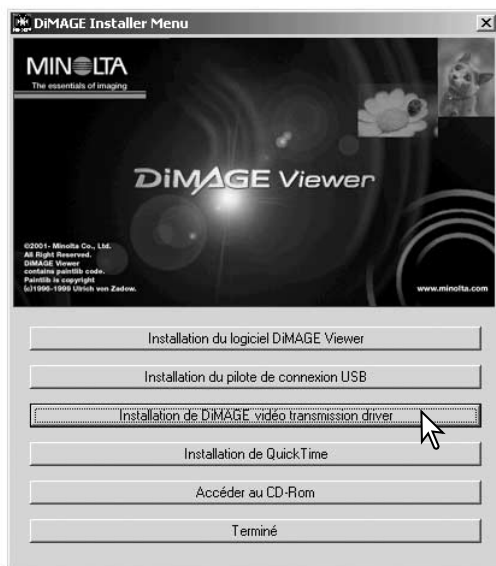 DiMAGE Installer Menu
MINOLTA
The essentials of imaging
DiMAGE Viewer
©2001- Minolta Co., Ltd.
All Right Reserved.
DiMAGE Viewer
contains paintlib code.
Paintlib is copyright
(c)1996-1999 Ulrich von Zadow.
www.minolta.com
Installation du logiciel DiMAGE Viewer
Installation du pilote de connexion USB
Installation de DiMAGE vidéo transmission driver
Installation de QuickTime
Accéder au CD-Rom
Terminé